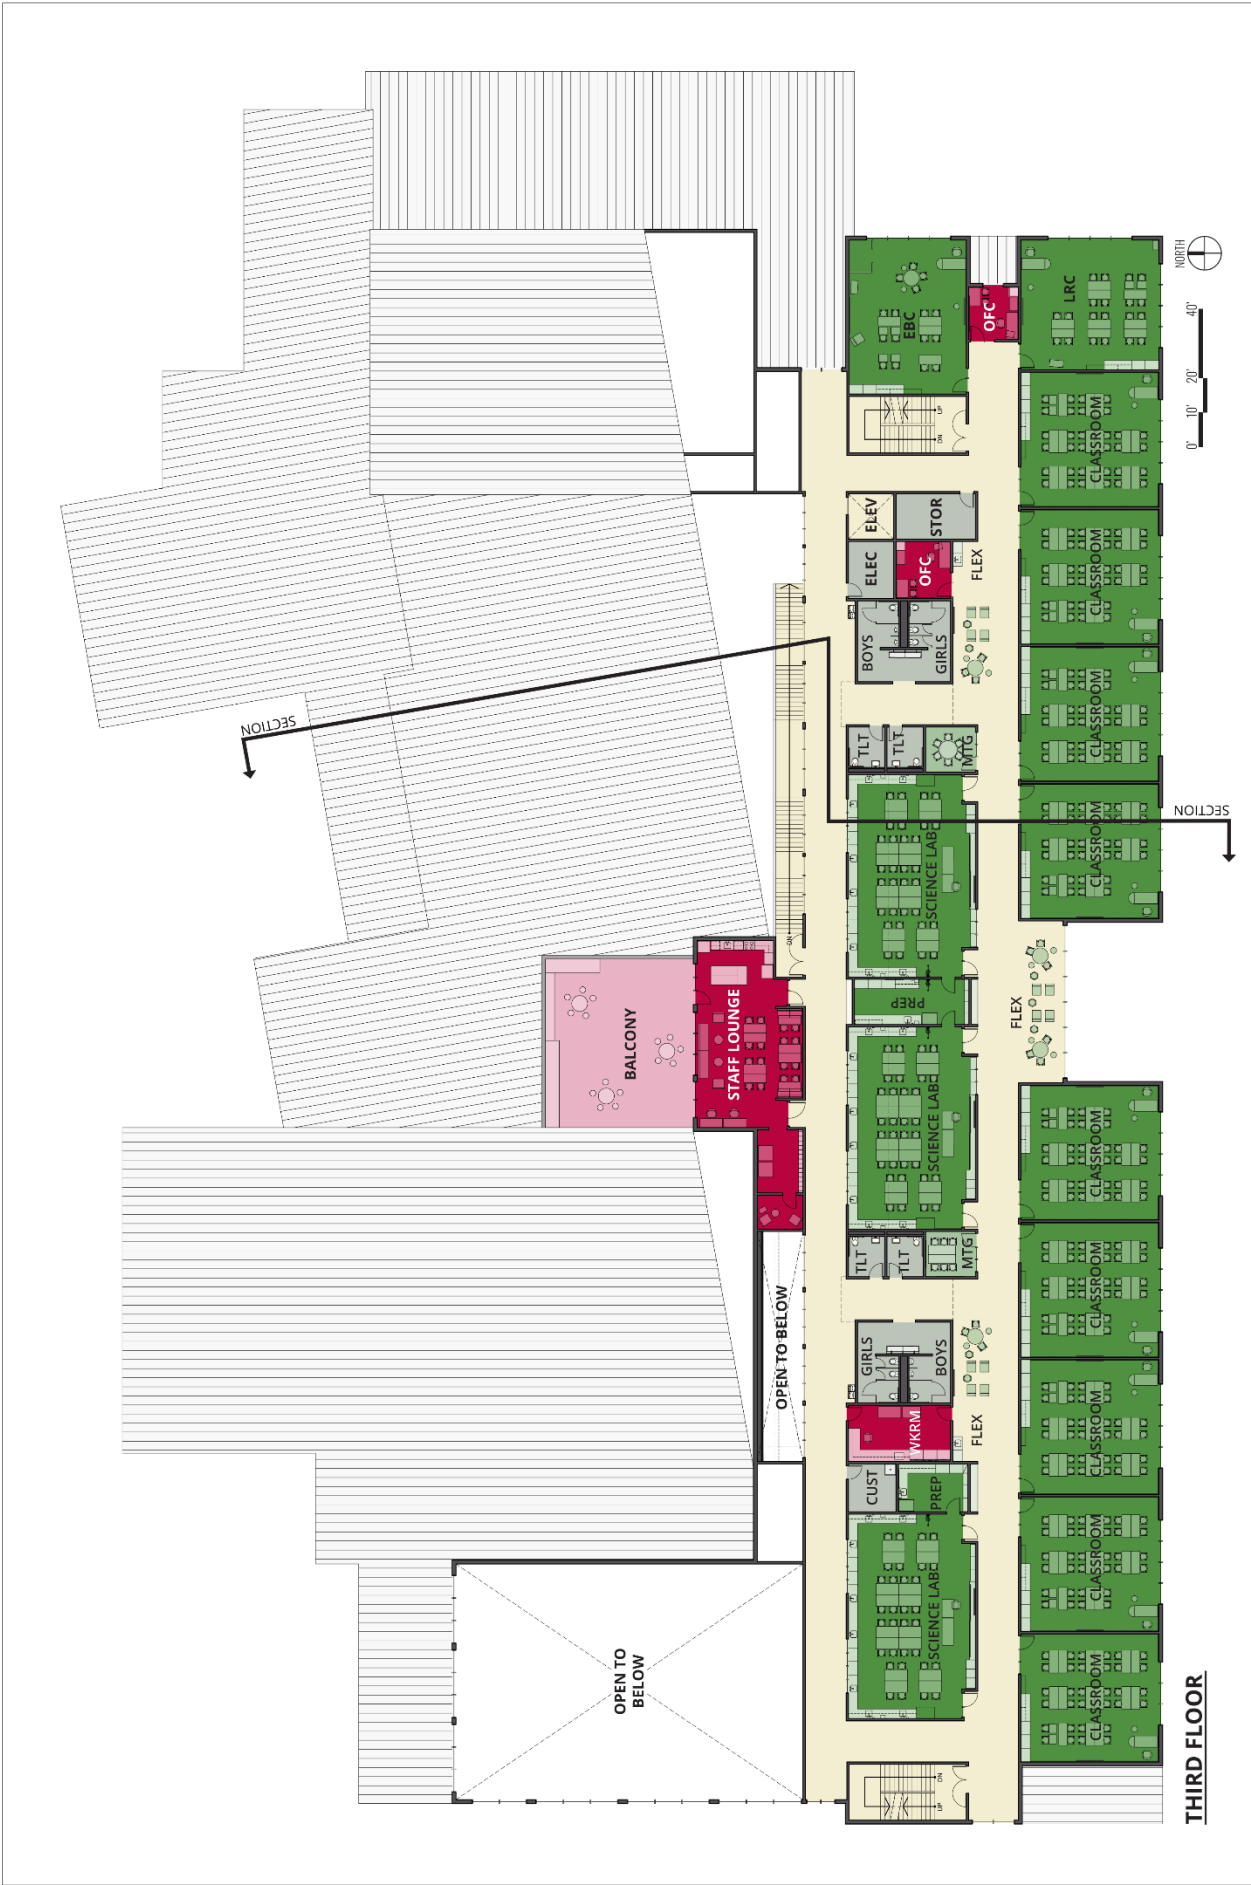 THIRD FLOOR
NORTH
0'
10'
20'
40'
SECTION
SECTION
EBC
OFC
LRC
UP
DN
CLASSROOM
CLASSROOM
CLASSROOM
CLASSROOM
ELEV
STOR
ELEC
OFC
FLEX
BOYS
GIRLS
TLT
TLT
MTG
SCIENCE LAB
DN
PREP
FLEX
BALCONY
STAFF LOUNGE
SCIENCE LAB
CLASSROOM
CLASSROOM
CLASSROOM
CLASSROOM
CLASSROOM
TLT
TLT
MTG
OPEN TO BELOW
GIRLS
BOYS
WKRM
FLEX
CUST
PREP
SCIENCE LAB
OPEN TO
BELOW
DN
UP